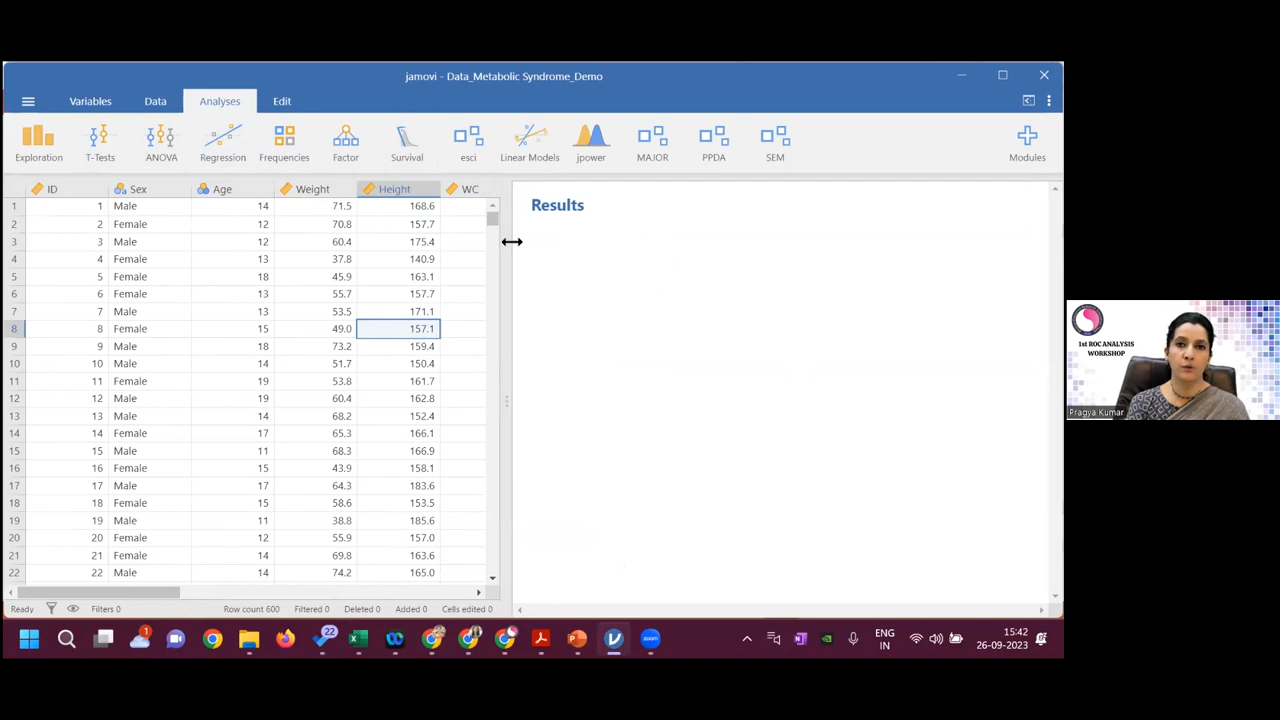 jamovi - Data_Metabolic Syndrome_Demo
Variables Data Analyses Edit
Exploration T-Tests ANOVA Regression Frequencies Factor Survival esci Linear Models jpower MAJOR PPDA SEM Modules
ID Sex Age Weight Height WC
1 1 Male 14 71.5 168.6
2 2 Female 12 70.8 157.7
3 3 Male 12 60.4 175.4
4 4 Female 13 37.8 140.9
5 5 Female 18 45.9 163.1
6 6 Female 13 55.7 157.7
7 7 Male 13 53.5 171.1
8 8 Female 15 49.0 157.1
9 9 Male 18 73.2 159.4
10 10 Male 14 51.7 150.4
11 11 Female 19 53.8 161.7
12 12 Male 19 60.4 162.8
13 13 Male 14 68.2 152.4
14 14 Female 17 65.3 166.1
15 15 Male 11 68.3 166.9
16 16 Female 15 43.9 158.1
17 17 Male 17 64.3 183.6
18 18 Female 15 58.6 153.5
19 19 Male 11 38.8 185.6
20 20 Female 12 55.9 157.0
21 21 Female 14 69.8 163.6
22 22 Male 14 74.2 165.0
Ready Filters 0 Row count 600 Filtered 0 Deleted 0 Added 0 Cells edited 0
Results
1st ROC ANALYSIS
WORKSHOP
Pragya Kumar
1 22
ENG
IN
15:42
26-09-2023